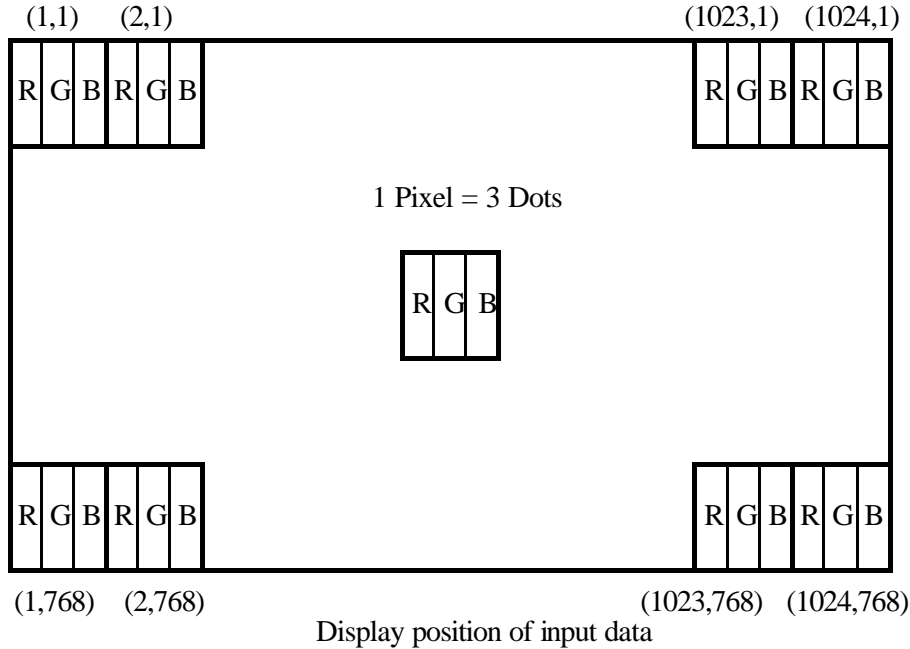 (1,1) (2,1) (1023,1) (1024,1)
R G B R G B R G B R G B
1 Pixel = 3 Dots
R G B
R G B R G B R G B R G B
(1,768) (2,768) (1023,768) (1024,768)
Display position of input data